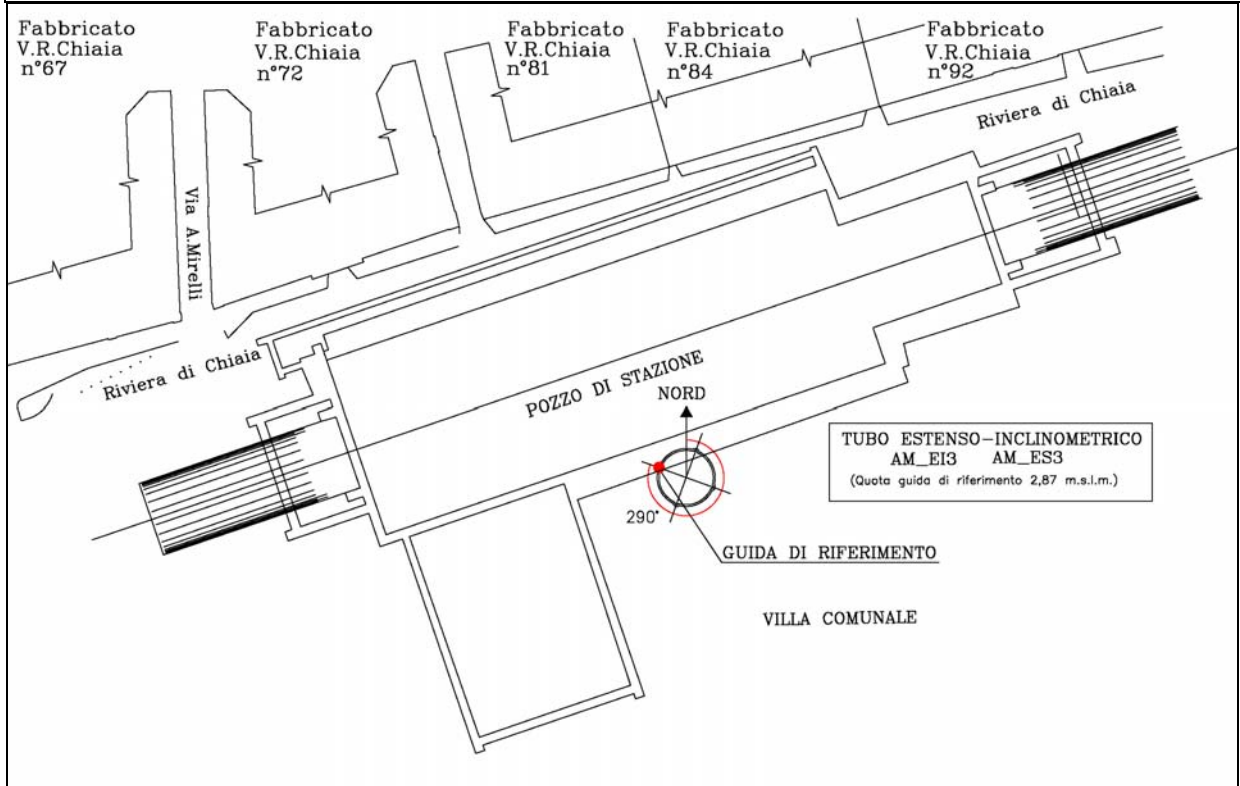 Fabbricato
V.R.Chiaia
n°67
Fabbricato
V.R.Chiaia
n°72
Fabbricato
V.R.Chiaia
n°81
Fabbricato
V.R.Chiaia
n°84
Fabbricato
V.R.Chiaia
n°92
Riviera di Chiaia
Via A.Mirelli
Riviera di Chiaia
POZZO DI STAZIONE
NORD
TUBO ESTENSO-INCLINOMETRICO
AM_EI3 AM_ES3
(Quota guida di riferimento 2,87 m.s.l.m.)
290°
GUIDA DI RIFERIMENTO
VILLA COMUNALE